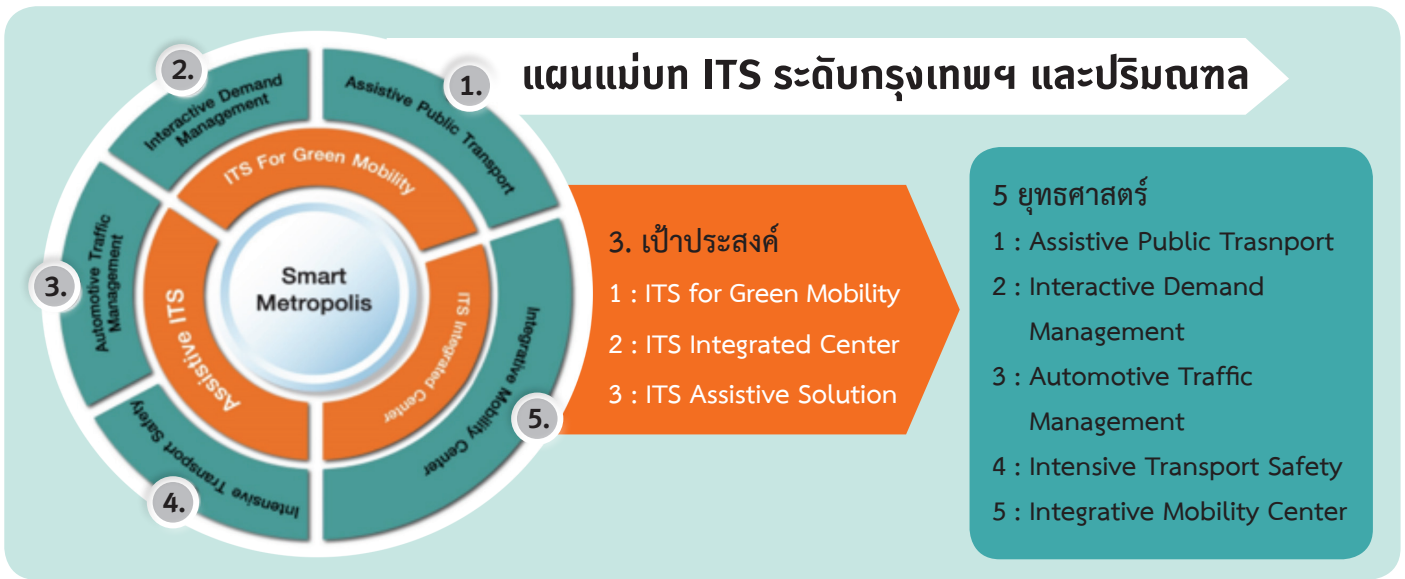 แผนแม่บท ITS ระดับกรุงเทพฯ และปริมณฑล
1.
Assistive Public Transport
2.
Interactive Demand
Management
3.
Automotive Traffic
Management
4.
Intensive Transport Safety
5.
Integrative Mobility Center
ITS For Green Mobility
ITS Integrated Center
Assistive ITS
Smart
Metropolis
3. เป้าประสงค์
1 : ITS for Green Mobility
2 : ITS Integrated Center
3 : ITS Assistive Solution
5 ยุทธศาสตร์
1 : Assistive Public Trasnport
2 : Interactive Demand
Management
3 : Automotive Traffic
Management
4 : Intensive Transport Safety
5 : Integrative Mobility Center